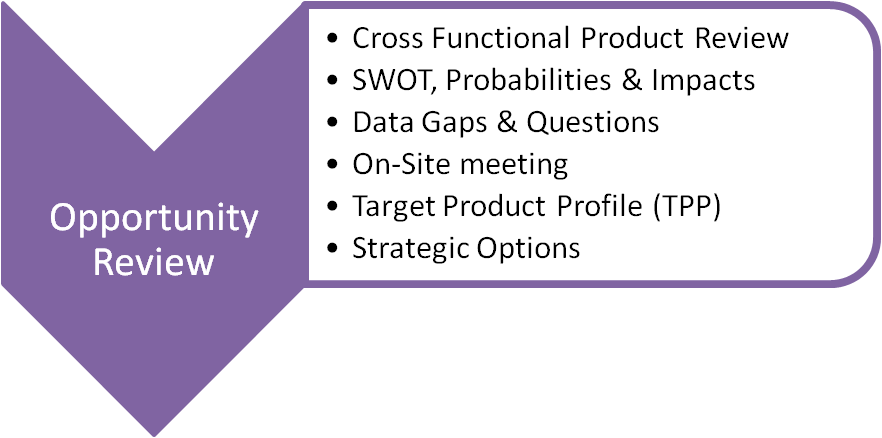 Opportunity
Review
• Cross Functional Product Review
• SWOT, Probabilities & Impacts
• Data Gaps & Questions
• On-Site meeting
• Target Product Profile (TPP)
• Strategic Options